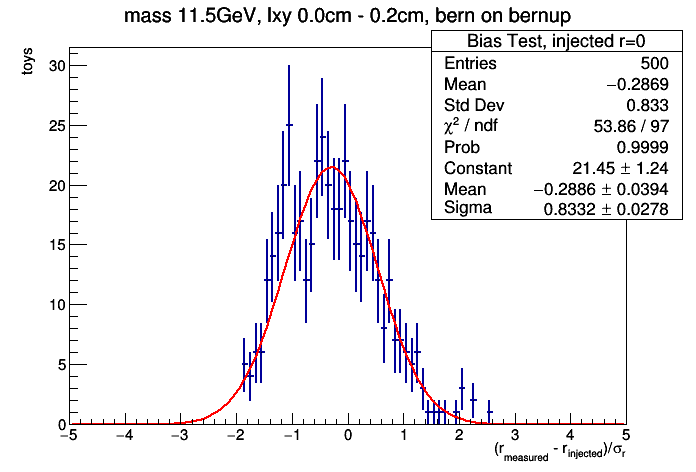 mass 11.5GeV, lxy 0.0cm - 0.2cm, bern on bernup
Bias Test, injected r=0
Entries 500
Mean −0.2869
Std Dev 0.833
χ² / ndf 53.86 / 97
Prob 0.9999
Constant 21.45 ± 1.24
Mean −0.2886 ± 0.0394
Sigma 0.8332 ± 0.0278
toys
30
25
20
15
10
5
0
−5 −4 −3 −2 −1 0 1 2 3 4 5
(r_measured - r_injected)/σ_r